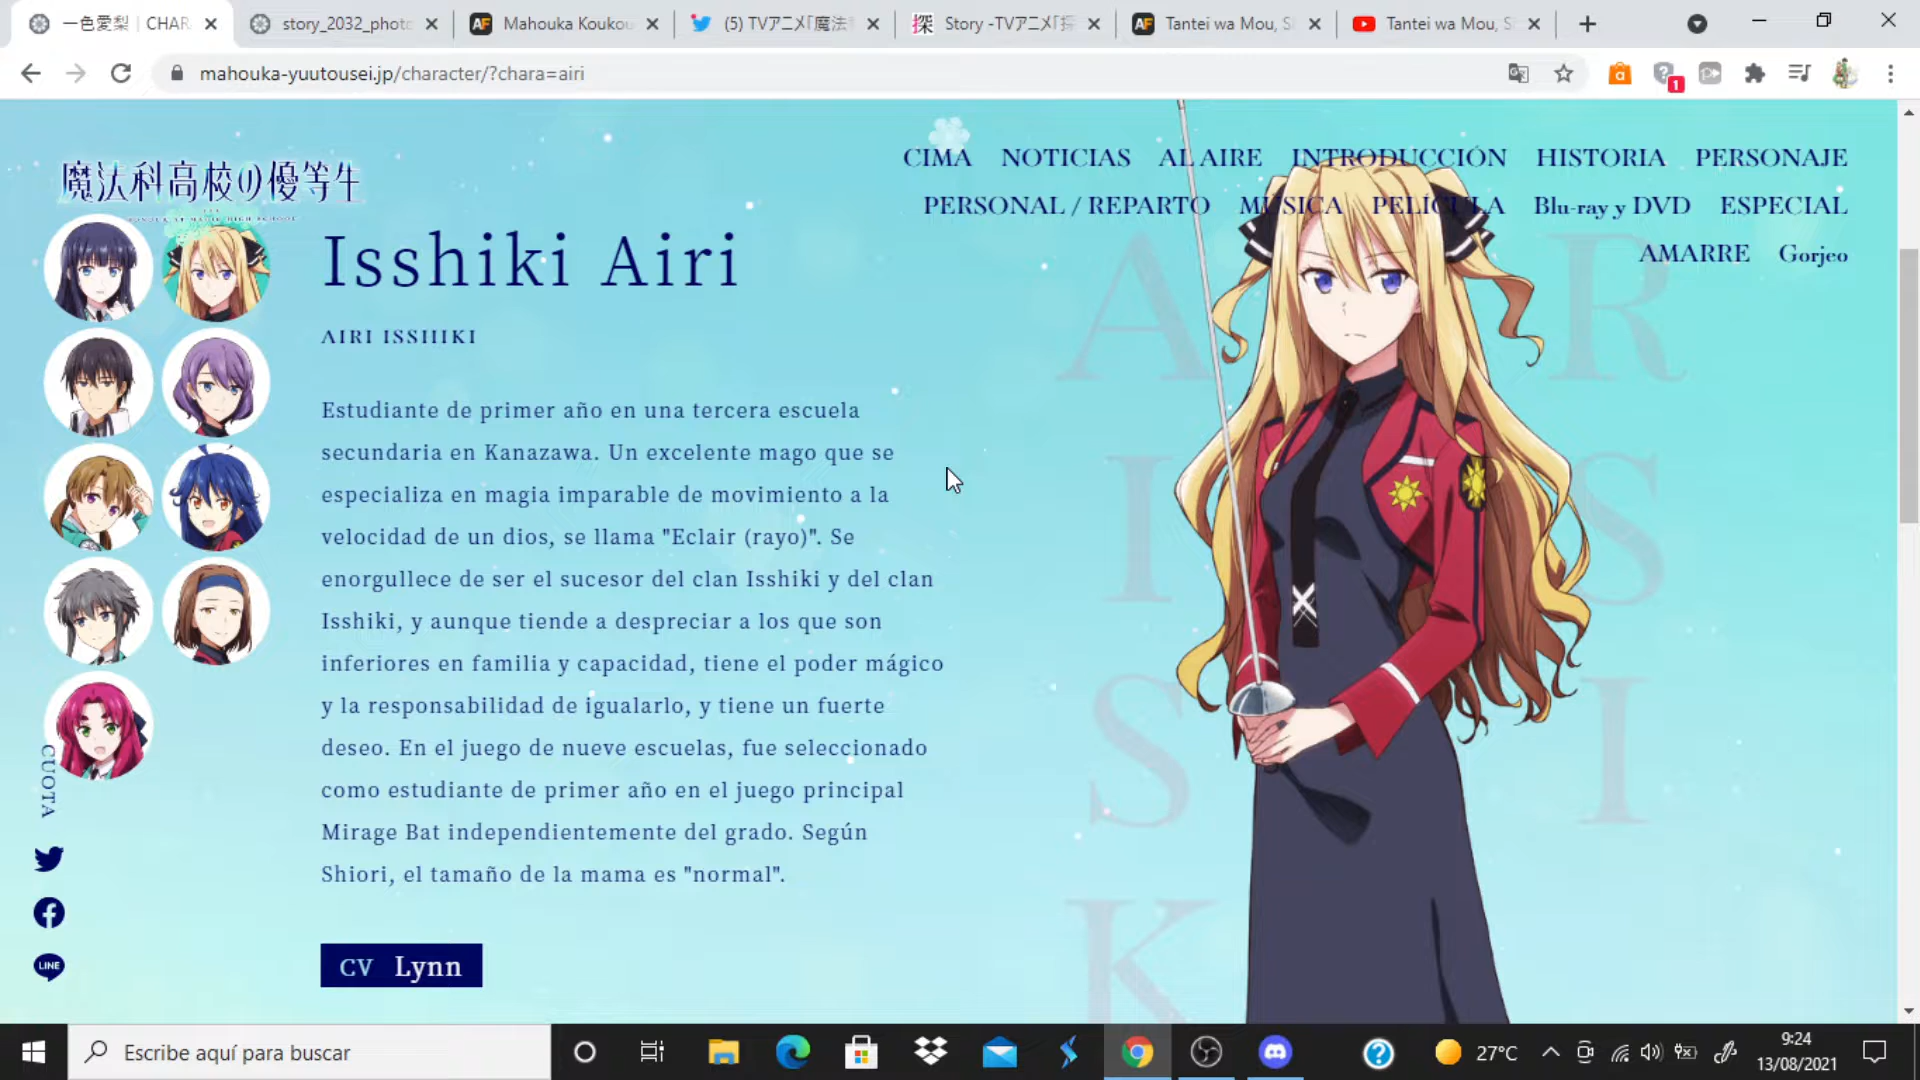 一色愛梨｜CHAR
story_2032_photo
Mahouka Koukou
(5) TVアニメ「魔法
Story -TVアニメ「探
Tantei wa Mou, S
Tantei wa Mou, S
mahouka-yuutousei.jp/character/?chara=airi
1
魔法科高校の優等生
CIMA NOTICIAS AL AIRE INTRODUCCIÓN HISTORIA PERSONAJE
PERSONAL / REPARTO MÚSICA PELÍCULA Blu-ray y DVD ESPECIAL
AMARRE Gorjeo
Isshiki Airi
AIRI ISSHIKI
Estudiante de primer año en una tercera escuela
secundaria en Kanazawa. Un excelente mago que se
especializa en magia imparable de movimiento a la
velocidad de un dios, se llama "Eclair (rayo)". Se
enorgullece de ser el sucesor del clan Isshiki y del clan
Isshiki, y aunque tiende a despreciar a los que son
inferiores en familia y capacidad, tiene el poder mágico
y la responsabilidad de igualarlo, y tiene un fuerte
deseo. En el juego de nueve escuelas, fue seleccionado
como estudiante de primer año en el juego principal
Mirage Bat independientemente del grado. Según
Shiori, el tamaño de la mama es "normal".
CV Lynn
CUOTA
LINE
A R
I S
S I
K
Escribe aquí para buscar
27°C
9:24
13/08/2021